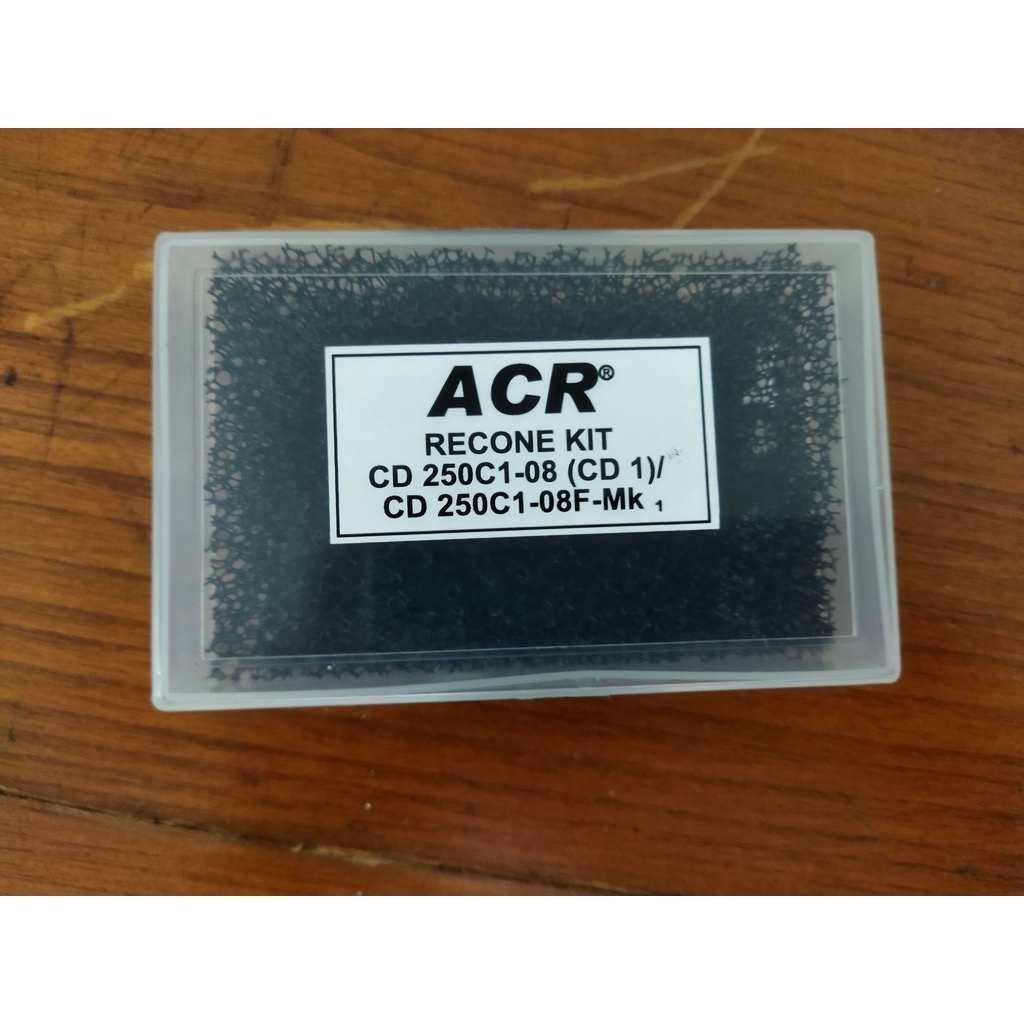 ACR®
RECONE KIT
CD 250C1-08 (CD 1)/
CD 250C1-08F-Mk 1